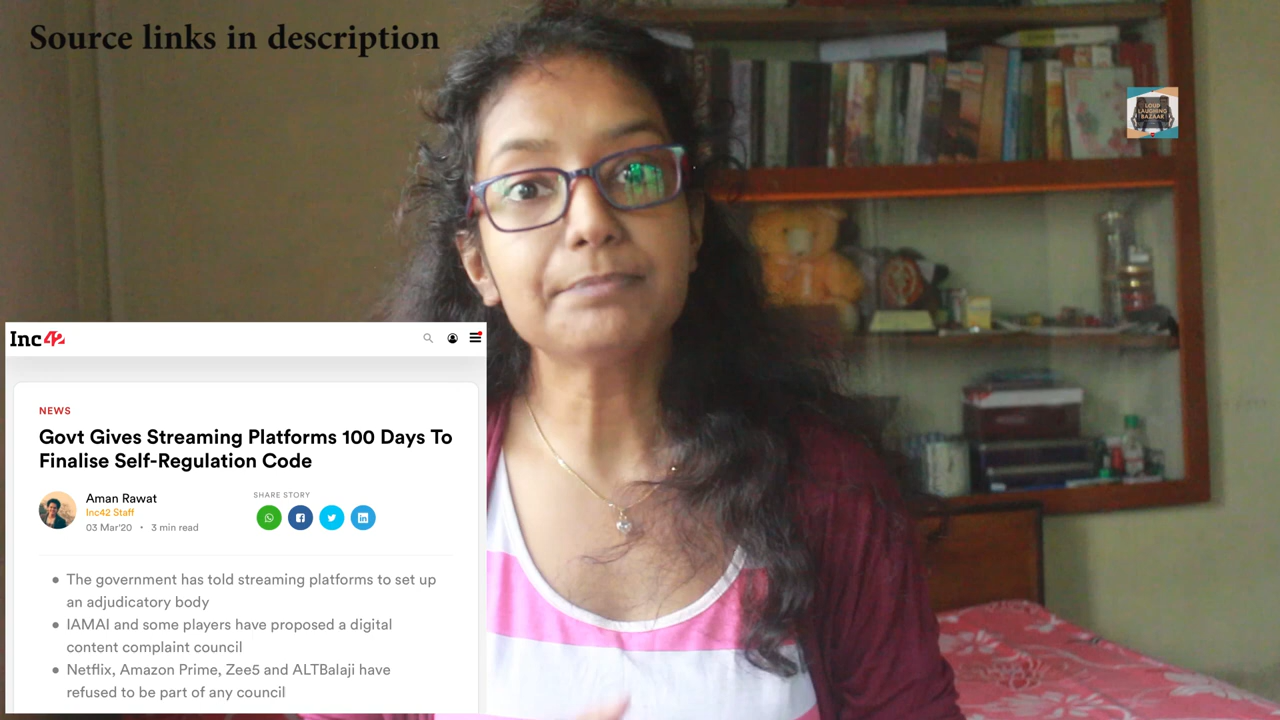 Source links in description
LOUD
LAUGHING
BAZAAR
Inc42
NEWS
Govt Gives Streaming Platforms 100 Days To
Finalise Self-Regulation Code
Aman Rawat
Inc42 Staff
03 Mar'20 • 3 min read
SHARE STORY
• The government has told streaming platforms to set up
an adjudicatory body
• IAMAI and some players have proposed a digital
content complaint council
• Netflix, Amazon Prime, Zee5 and ALTBalaji have
refused to be part of any council